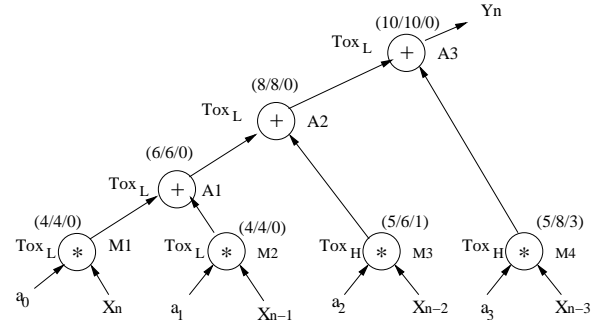 (10/10/0) Yn
Tox L + A3
(8/8/0)
Tox L + A2
(6/6/0)
Tox L + A1
(4/4/0) (4/4/0) (5/6/1) (5/8/3)
Tox L * M1 Tox L * M2 Tox H * M3 Tox H * M4
a0 Xn a1 Xn−1 a2 Xn−2 a3 Xn−3